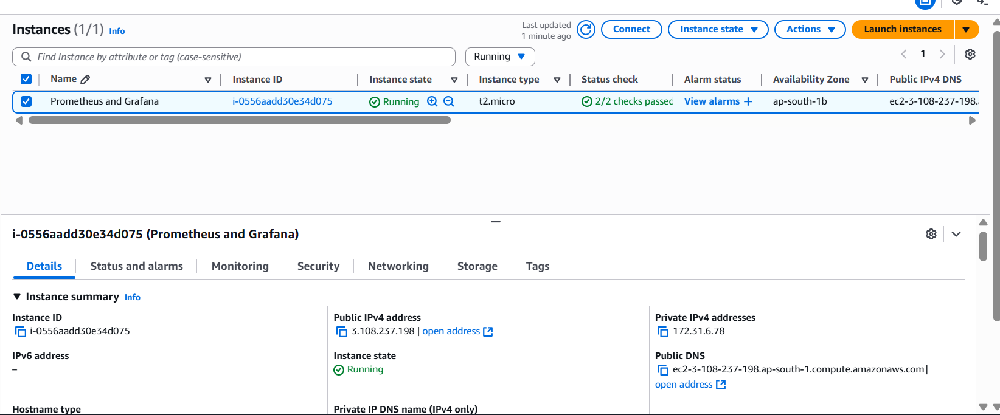 Instances (1/1) Info
Last updated
1 minute ago
Connect
Instance state
Actions
Launch instances
Find Instance by attribute or tag (case-sensitive)
Running
1
Name
Instance ID
Instance state
Instance type
Status check
Alarm status
Availability Zone
Public IPv4 DNS
Prometheus and Grafana
i-0556aadd30e34d075
Running
t2.micro
2/2 checks passec
View alarms +
ap-south-1b
ec2-3-108-237-198.
i-0556aadd30e34d075 (Prometheus and Grafana)
Details
Status and alarms
Monitoring
Security
Networking
Storage
Tags
Instance summary Info
Instance ID
i-0556aadd30e34d075
Public IPv4 address
3.108.237.198 | open address
Private IPv4 addresses
172.31.6.78
IPv6 address
–
Instance state
Running
Public DNS
ec2-3-108-237-198.ap-south-1.compute.amazonaws.com |
open address
Hostname type
Private IP DNS name (IPv4 only)